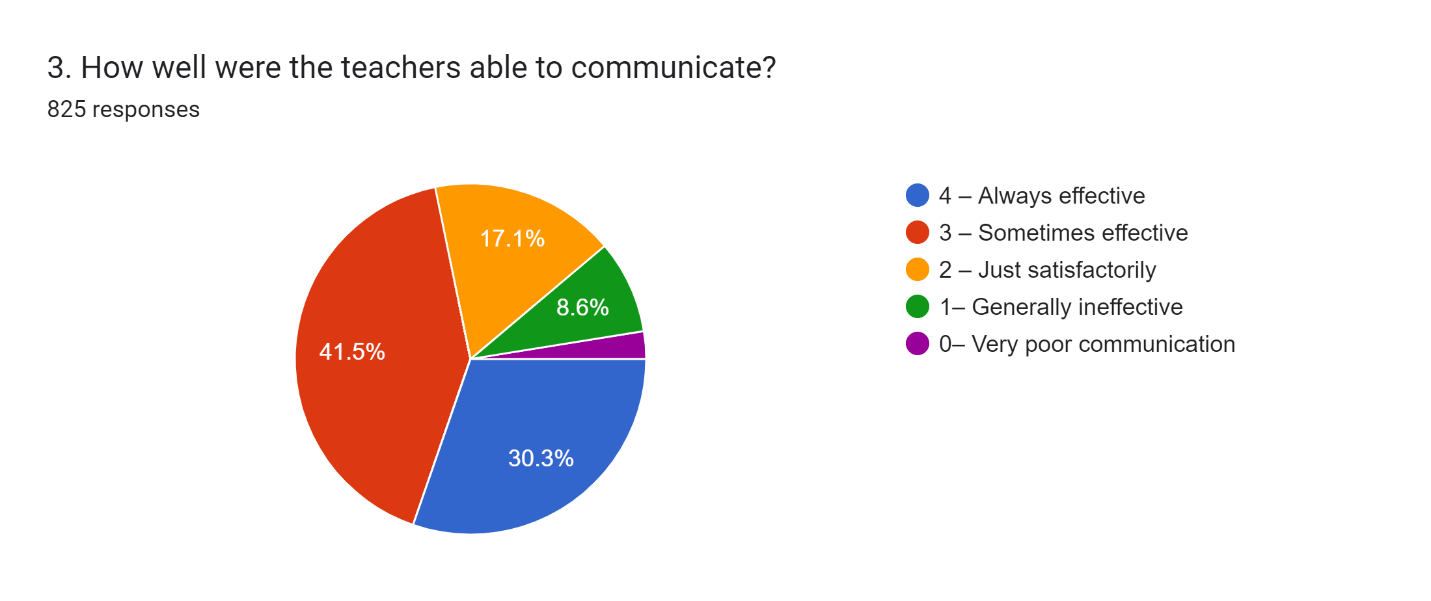 3. How well were the teachers able to communicate?
825 responses
4 – Always effective
3 – Sometimes effective
2 – Just satisfactorily
1– Generally ineffective
0– Very poor communication
17.1%
8.6%
41.5%
30.3%